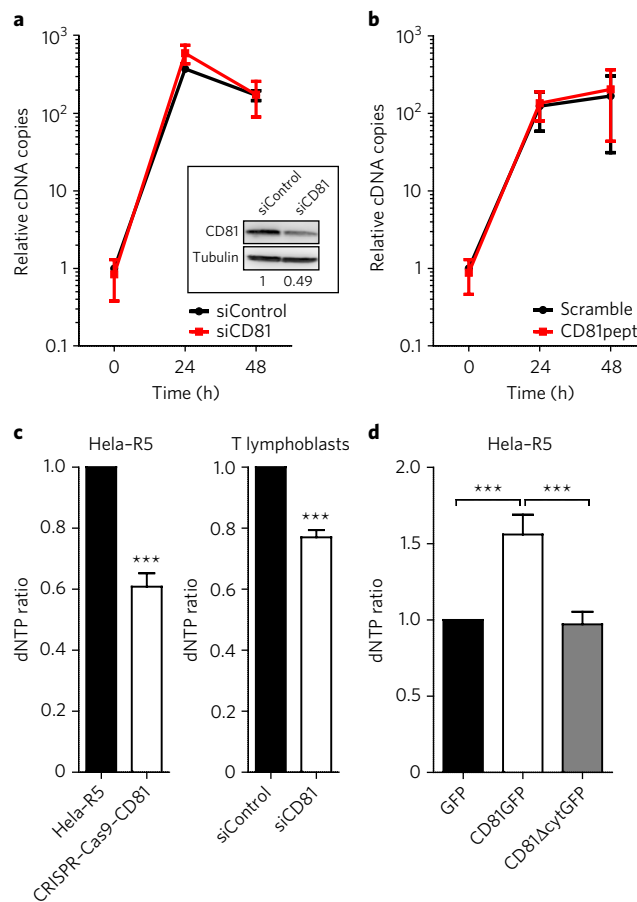 a
10³
10²
10
1
0.1
Relative cDNA copies
0
24
48
Time (h)
siControl
siCD81
CD81
Tubulin
1
0.49
siControl
siCD81
b
10³
10²
10
1
0.1
Relative cDNA copies
0
24
48
Time (h)
Scramble
CD81pept
c
Hela–R5
1.0
0.8
0.6
0.4
0.2
0
dNTP ratio
***
Hela–R5
CRISPR–Cas9–CD81
T lymphoblasts
1.0
0.8
0.6
0.4
0.2
0
dNTP ratio
***
siControl
siCD81
d
Hela–R5
2.0
1.5
1.0
0.5
0
dNTP ratio
***
***
GFP
CD81GFP
CD81ΔcytGFP